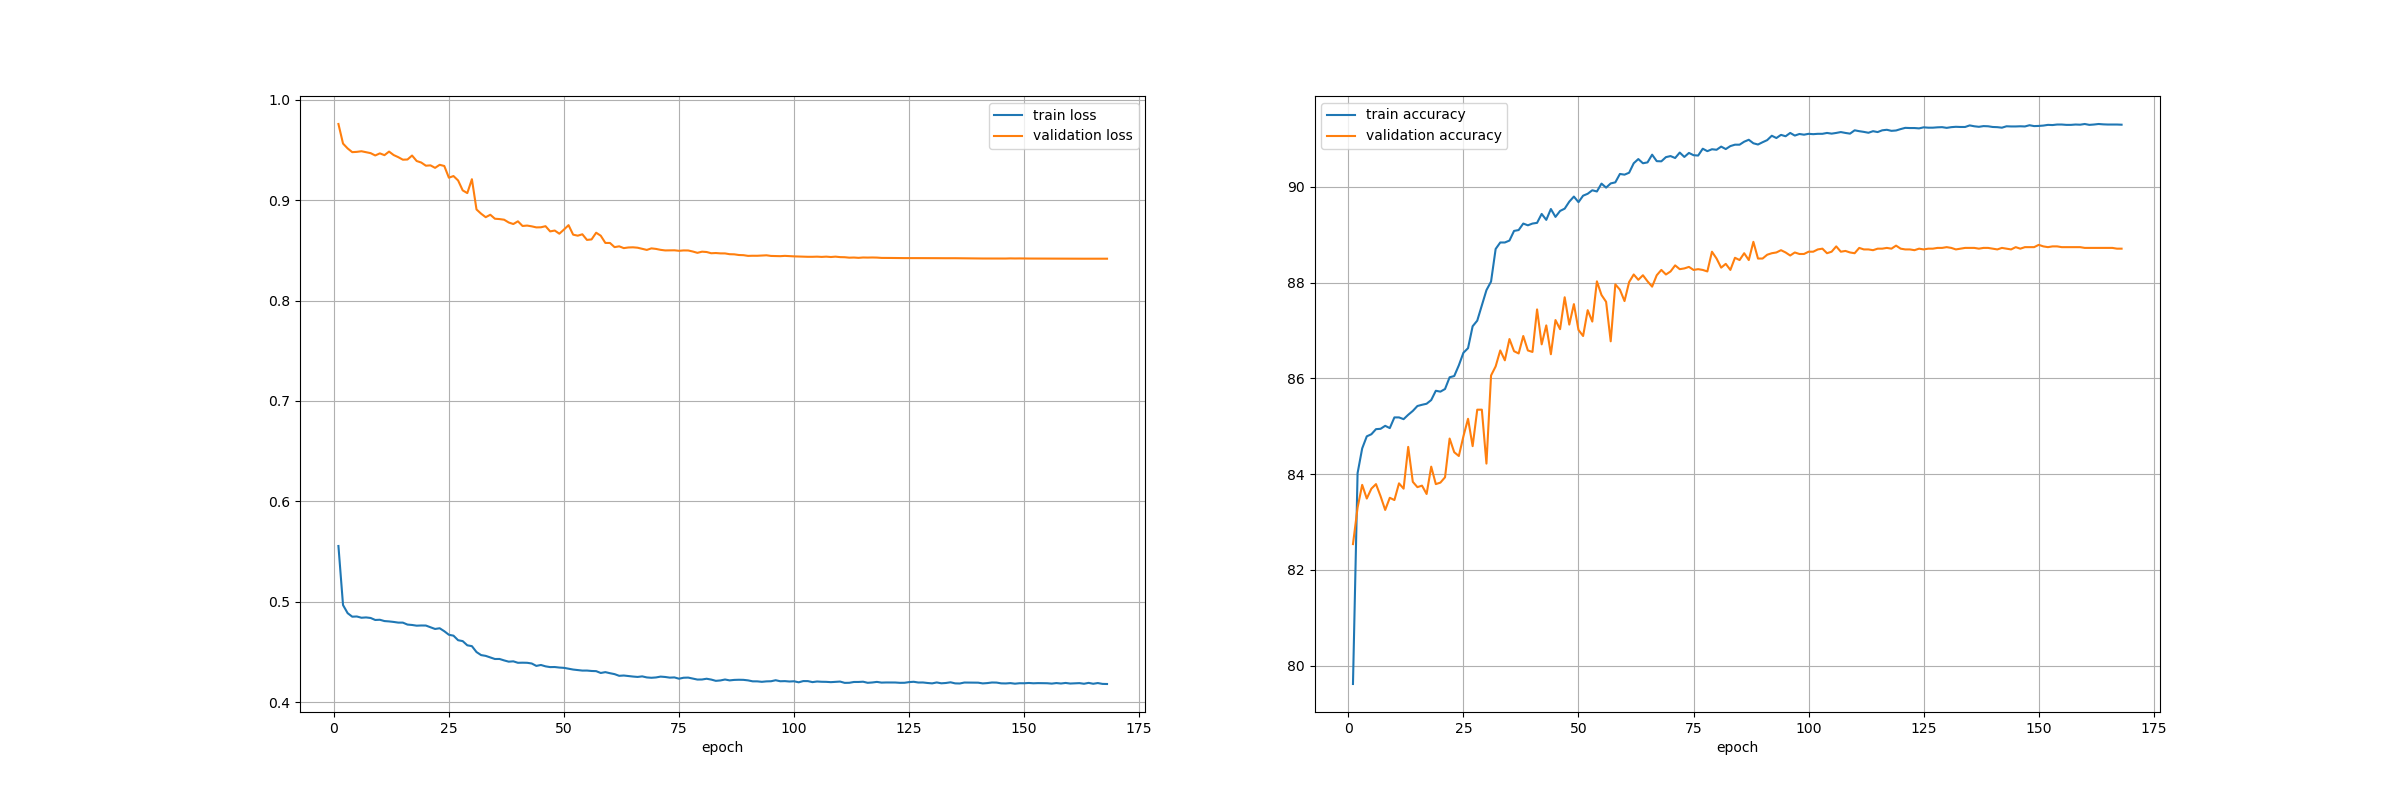 1.0
0.9
0.8
0.7
0.6
0.5
0.4
train loss
validation loss
0 25 50 75 100 125 150 175
epoch
90
88
86
84
82
80
train accuracy
validation accuracy
0 25 50 75 100 125 150 175
epoch